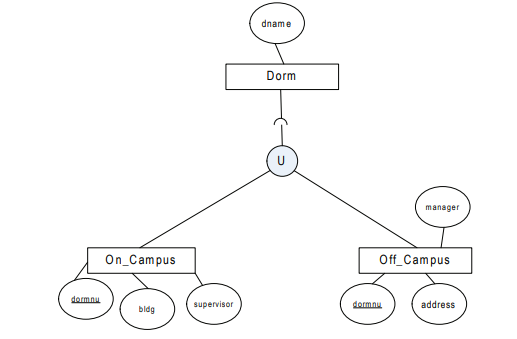 dname
Dorm
U
manager
On_Campus
Off_Campus
dormnu
bldg
supervisor
dormnu
address